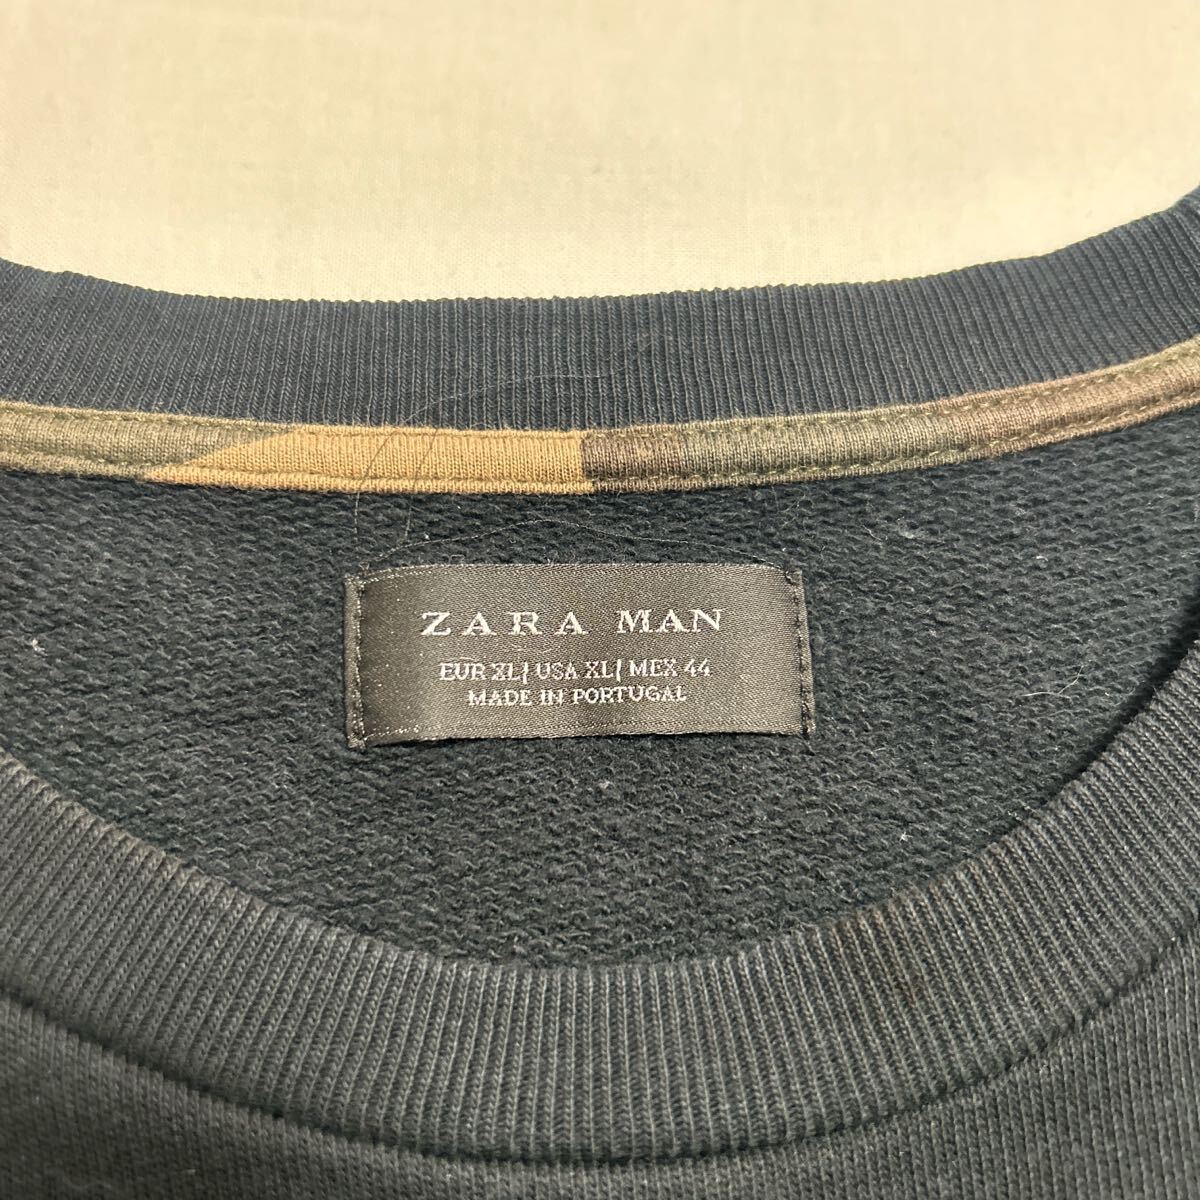 ZARA MAN
EUR XL| USA XL| MEX 44
MADE IN PORTUGAL